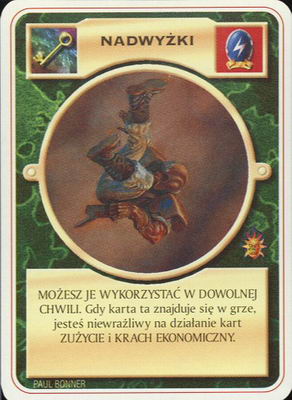 NADWYŻKI
MOŻESZ JE WYKORZYSTAĆ W DOWOLNEJ
CHWILI. Gdy karta ta znajduje się w grze,
jesteś niewrażliwy na działanie kart
ZUŻYCIE i KRACH EKONOMICZNY.
PAUL BONNER